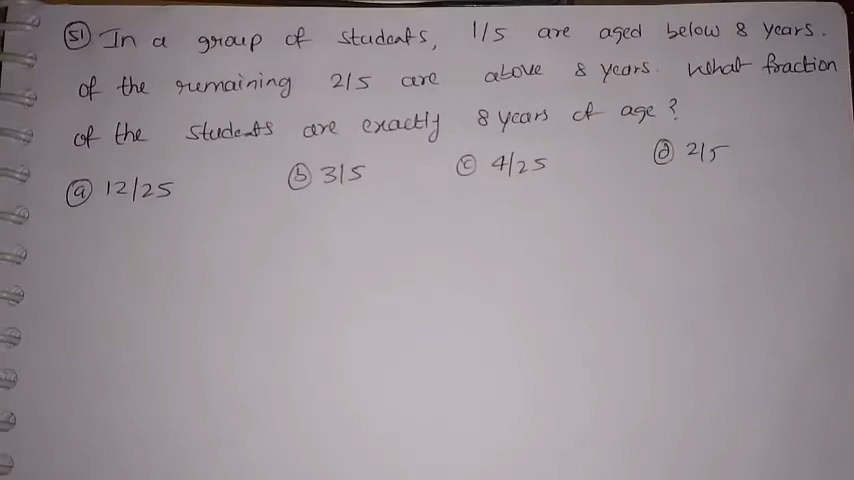 51 In a group of students, 1/5 are aged below 8 years.
of the remaining 2/5 are above 8 years. what fraction
of the students are exactly 8 years of age?
a 12/25 b 3/5 c 4/25 d 2/5